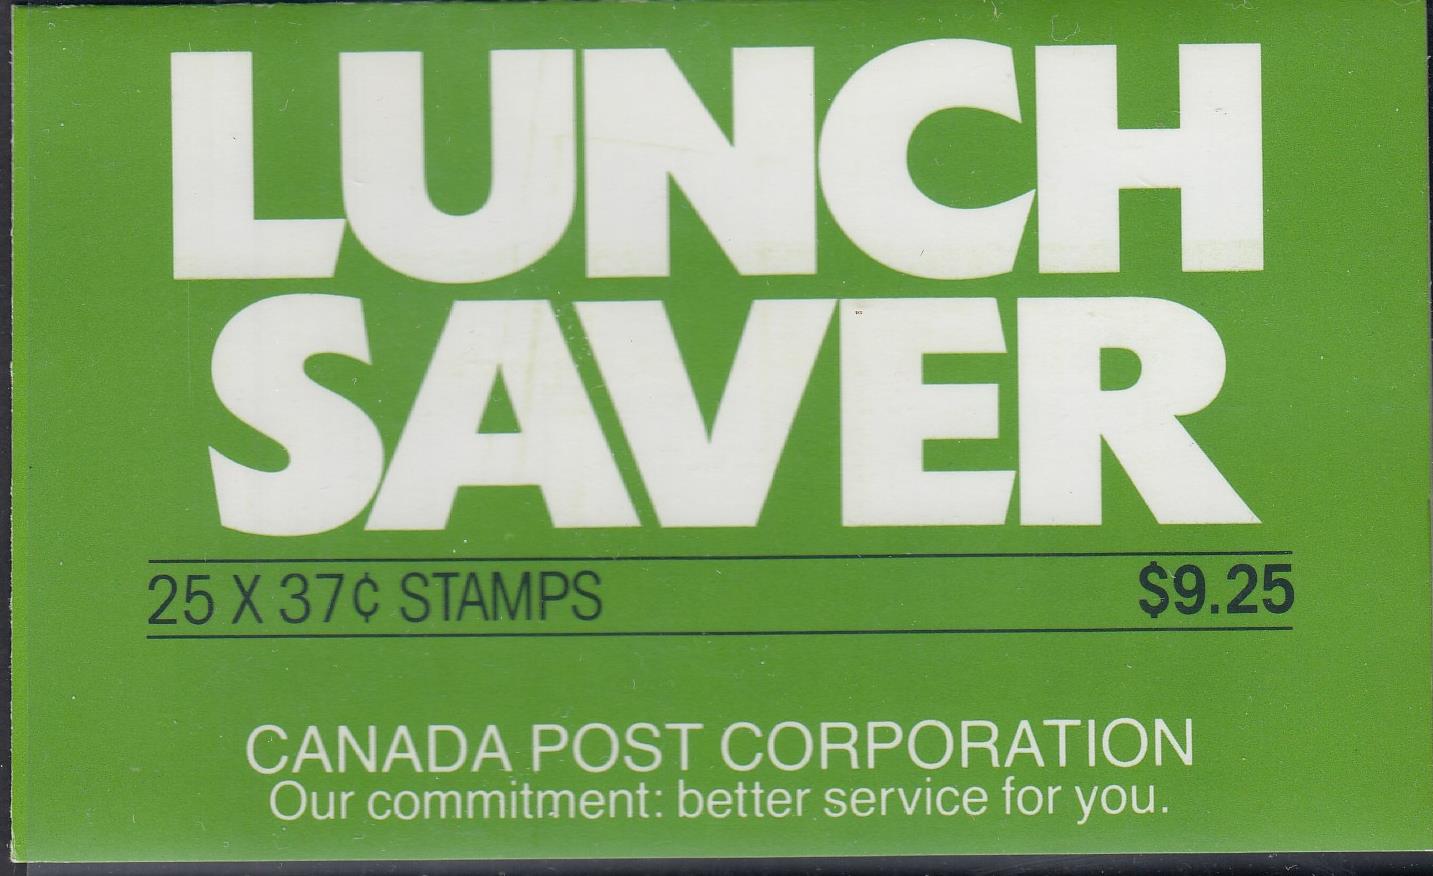 LUNCH
SAVER
25 X 37¢ STAMPS $9.25
CANADA POST CORPORATION
Our commitment: better service for you.